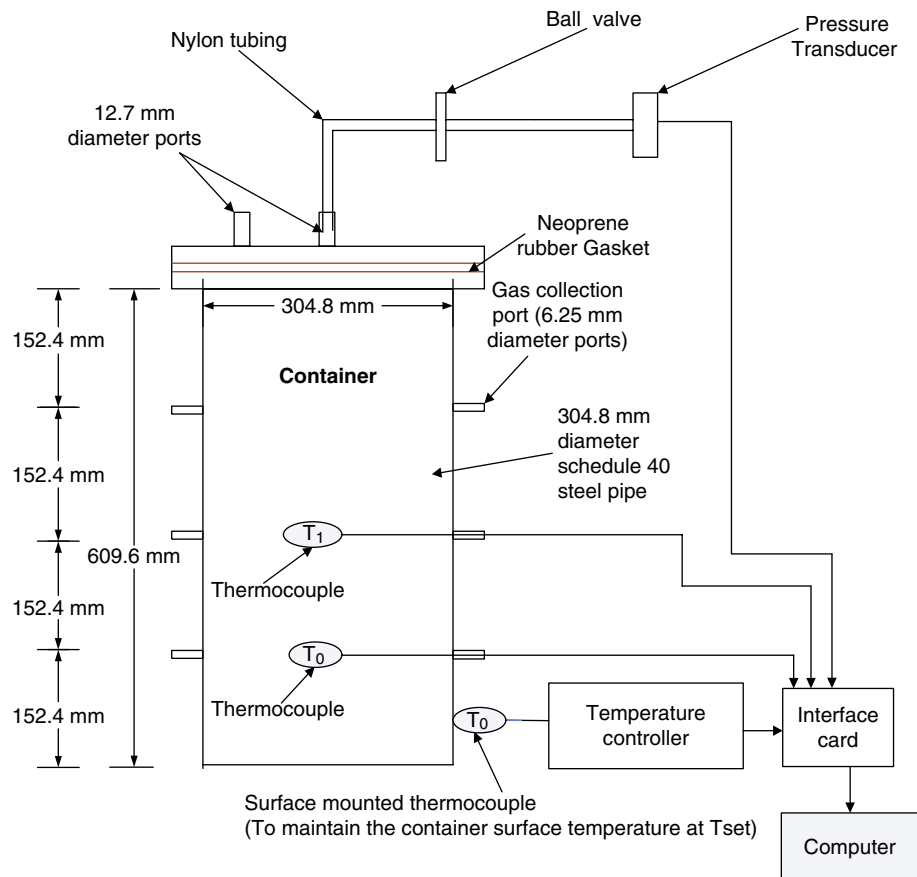 Ball valve
Pressure
Transducer
Nylon tubing
12.7 mm
diameter ports
Neoprene
rubber Gasket
304.8 mm
Gas collection
port (6.25 mm
diameter ports)
152.4 mm
Container
304.8 mm
diameter
schedule 40
steel pipe
152.4 mm
T1
609.6 mm
Thermocouple
152.4 mm
T0
Thermocouple
152.4 mm
T0
Temperature
controller
Interface
card
Surface mounted thermocouple
(To maintain the container surface temperature at Tset)
Computer